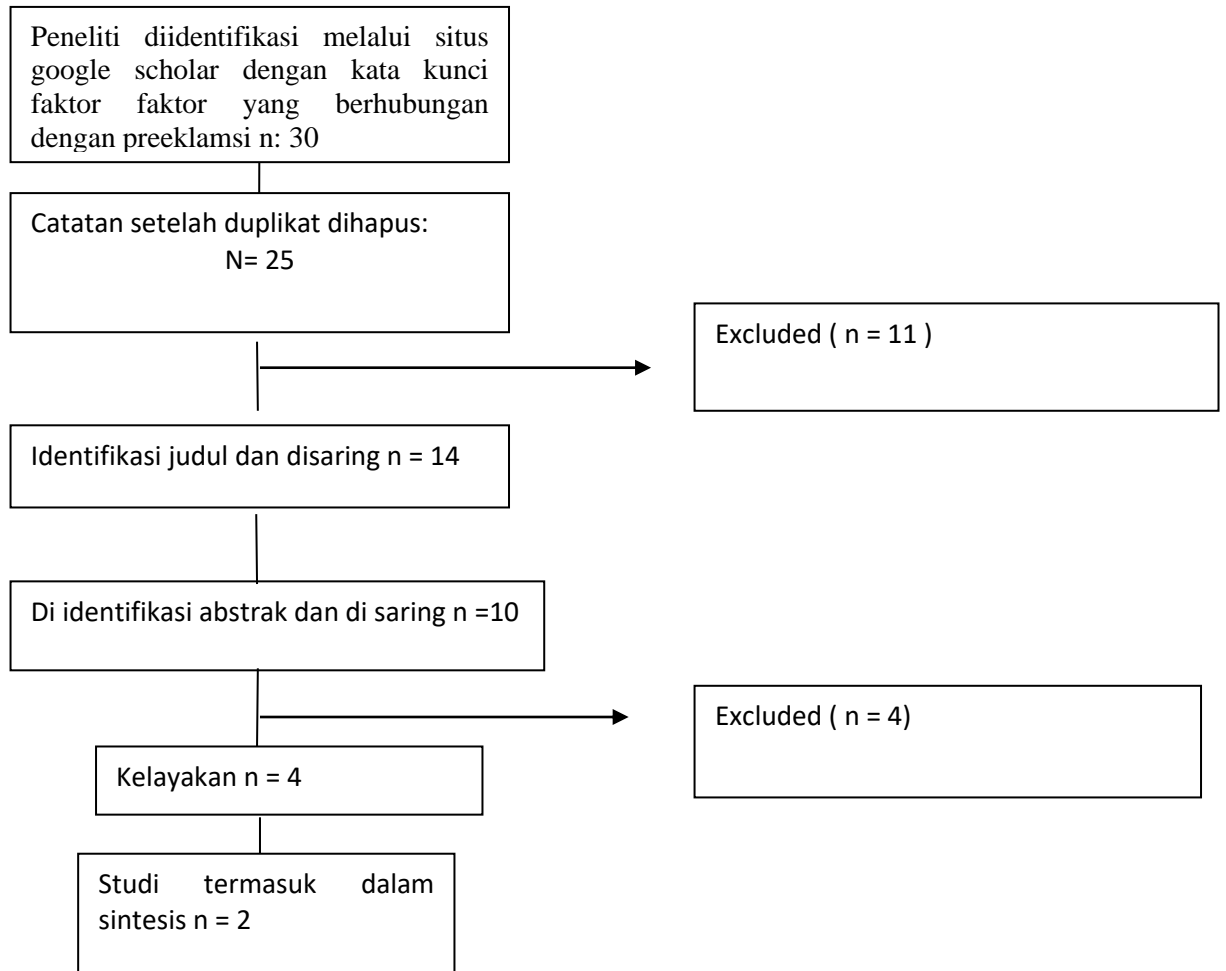 Peneliti diidentifikasi melalui situs
google scholar dengan kata kunci
faktor faktor yang berhubungan
dengan preeklamsi n: 30
Catatan setelah duplikat dihapus:
N= 25
Excluded ( n = 11 )
Identifikasi judul dan disaring n = 14
Di identifikasi abstrak dan di saring n =10
Excluded ( n = 4)
Kelayakan n = 4
Studi termasuk dalam
sintesis n = 2